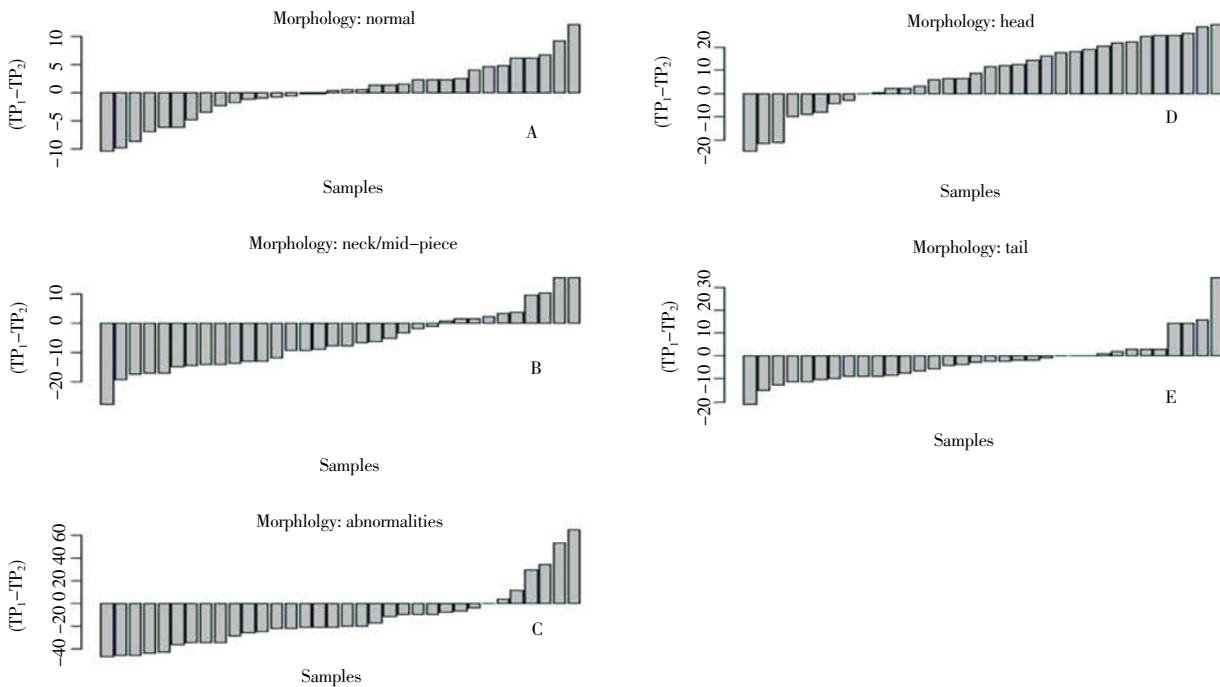 Morphology: normal
(TP₁−TP₂)
10
5
0
−5
−10
A
Samples
Morphology: head
(TP₁−TP₂)
20
10
0
−10
−20
D
Samples
Morphology: neck/mid−piece
(TP₁−TP₂)
10
0
−10
−20
B
Samples
Morphology: tail
(TP₁−TP₂)
30
20
10
0
−10
−20
E
Samples
Morphlolgy: abnormalities
(TP₁−TP₂)
60
40
20
0
−20
−40
C
Samples